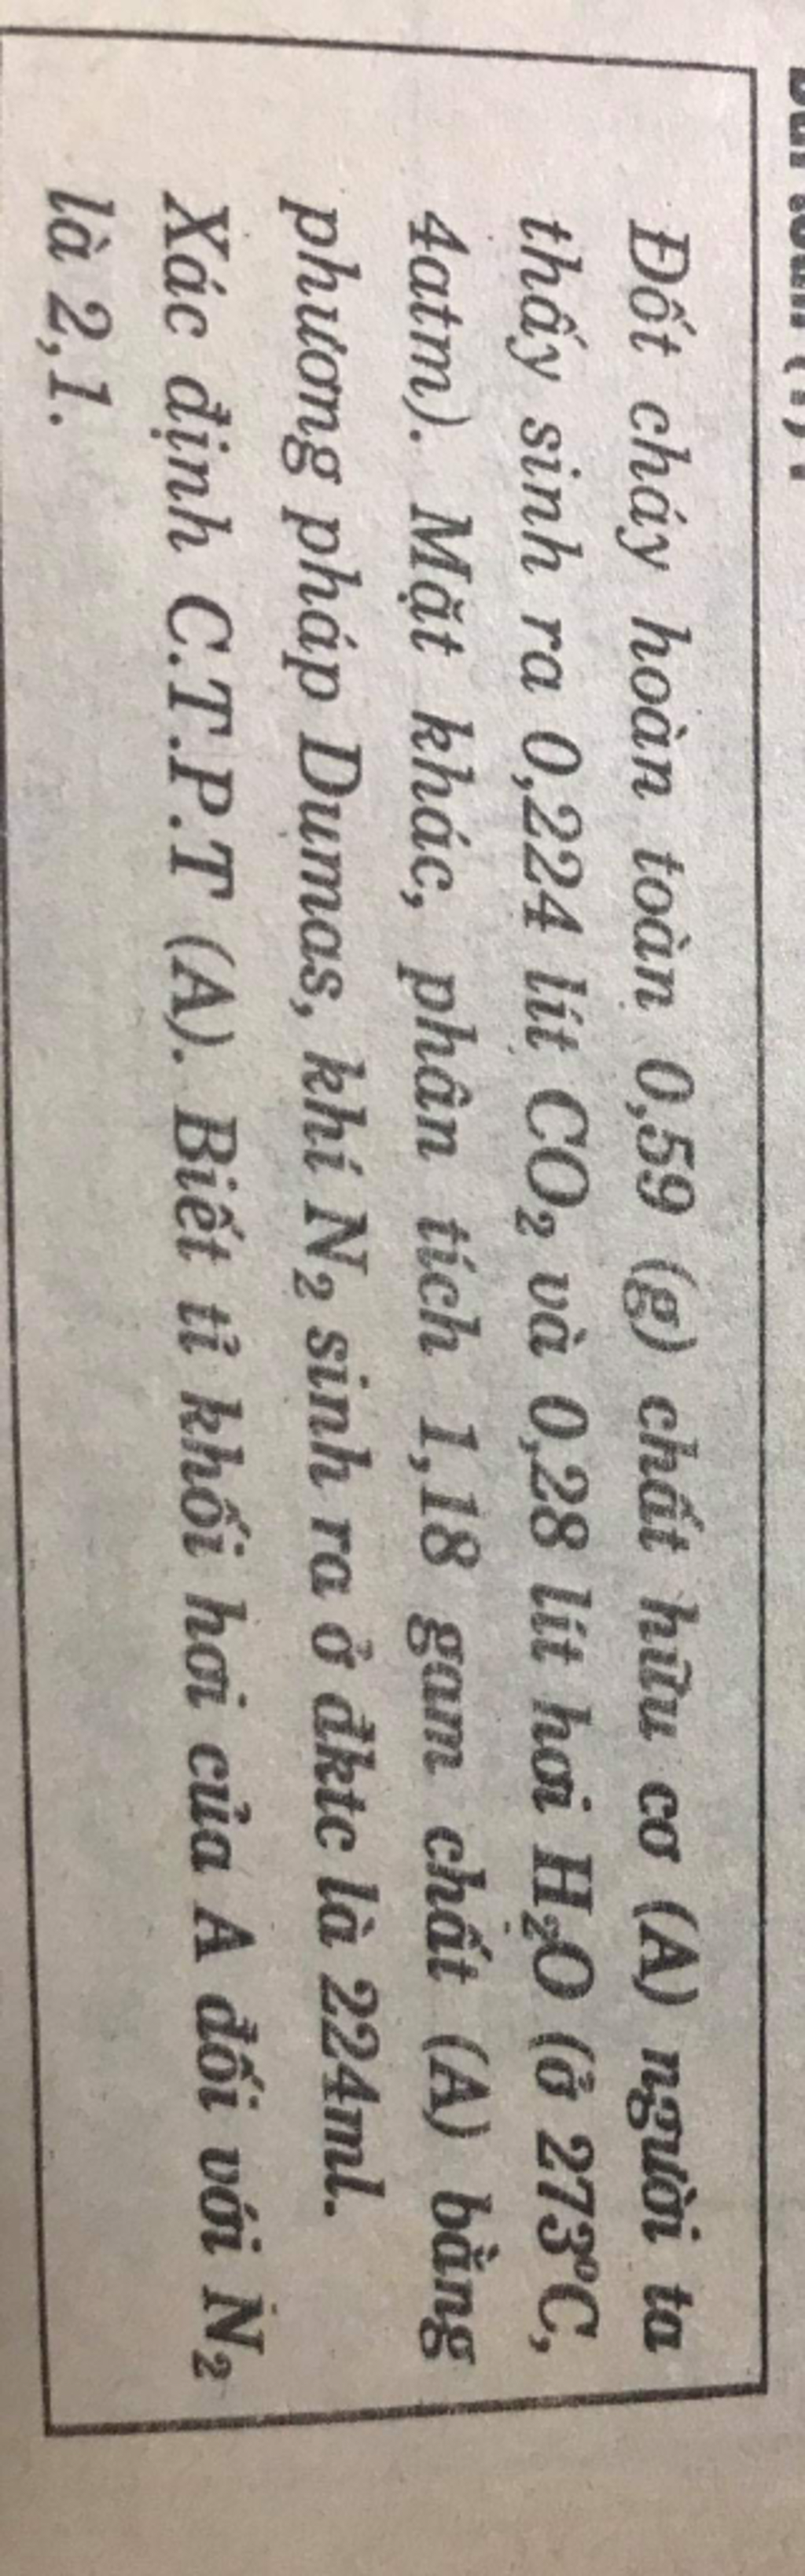 Đốt cháy hoàn toàn 0,59 (g) chất hữu cơ (A) người ta
thấy sinh ra 0,224 lít CO₂ và 0,28 lít hơi H₂O (ở 273°C,
4atm). Mặt khác, phân tích 1,18 gam chất (A) bằng
phương pháp Dumas, khí N₂ sinh ra ở đktc là 224ml.
Xác định C.T.P.T (A). Biết tỉ khối hơi của A đối với N₂
là 2,1.